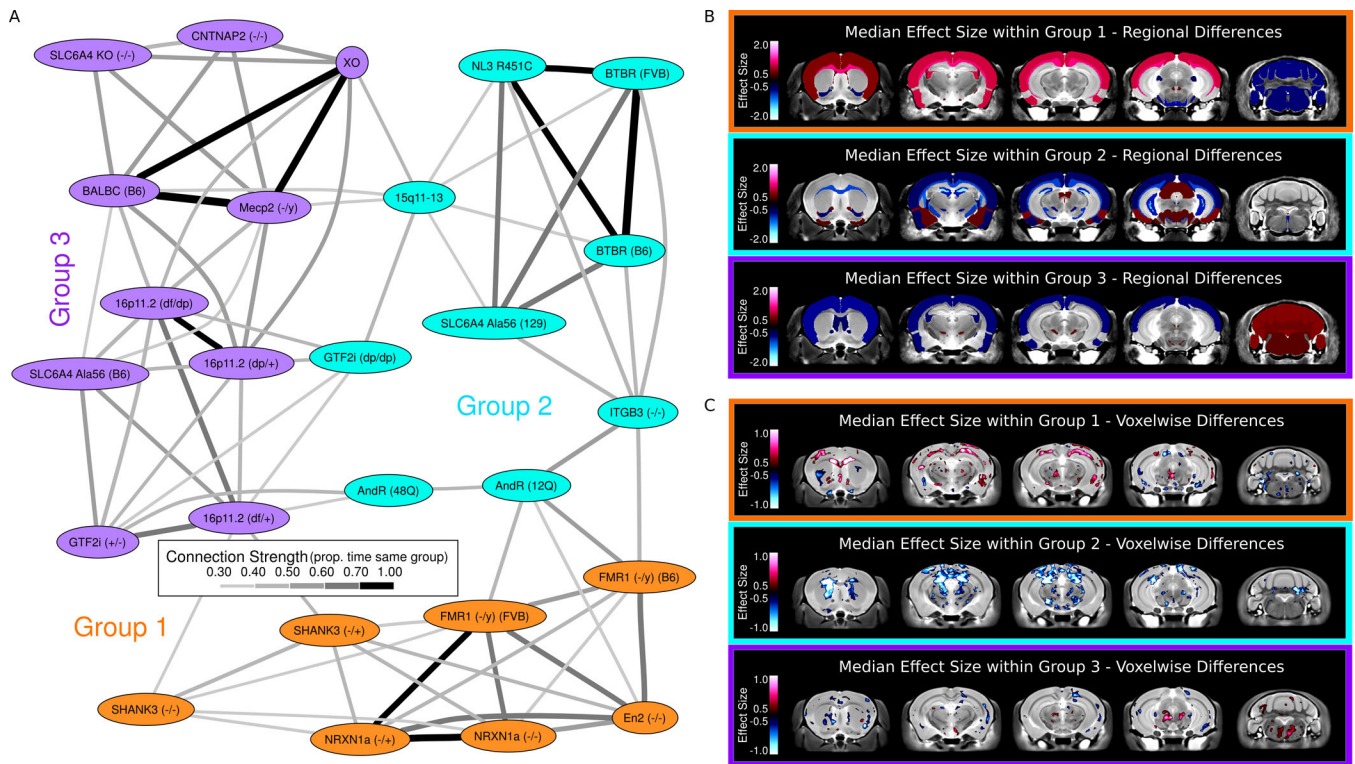 A
CNTNAP2 (-/-)
SLC6A4 KO (-/-)
XO
NL3 R451C
BTBR (FVB)
BALBC (B6)
Mecp2 (-/y)
15q11-13
BTBR (B6)
Group 3
16p11.2 (df/dp)
SLC6A4 Ala56 (129)
16p11.2 (dp/+)
GTF2i (dp/dp)
SLC6A4 Ala56 (B6)
Group 2
ITGB3 (-/-)
AndR (48Q)
AndR (12Q)
16p11.2 (df/+)
GTF2i (+/-)
Connection Strength (prop. time same group)
0.30 0.40 0.50 0.60 0.70 1.00
FMR1 (-/y) (B6)
Group 1
SHANK3 (-/+)
FMR1 (-/y) (FVB)
SHANK3 (-/-)
En2 (-/-)
NRXN1a (-/+)
NRXN1a (-/-)
B
Median Effect Size within Group 1 - Regional Differences
Effect Size
2.0
0.5
-0.5
-2.0
Median Effect Size within Group 2 - Regional Differences
Effect Size
2.0
0.5
-0.5
-2.0
Median Effect Size within Group 3 - Regional Differences
Effect Size
2.0
0.5
-0.5
-2.0
C
Median Effect Size within Group 1 - Voxelwise Differences
Effect Size
1.0
0.5
-0.5
-1.0
Median Effect Size within Group 2 - Voxelwise Differences
Effect Size
1.0
0.5
-0.5
-1.0
Median Effect Size within Group 3 - Voxelwise Differences
Effect Size
1.0
0.5
-0.5
-1.0